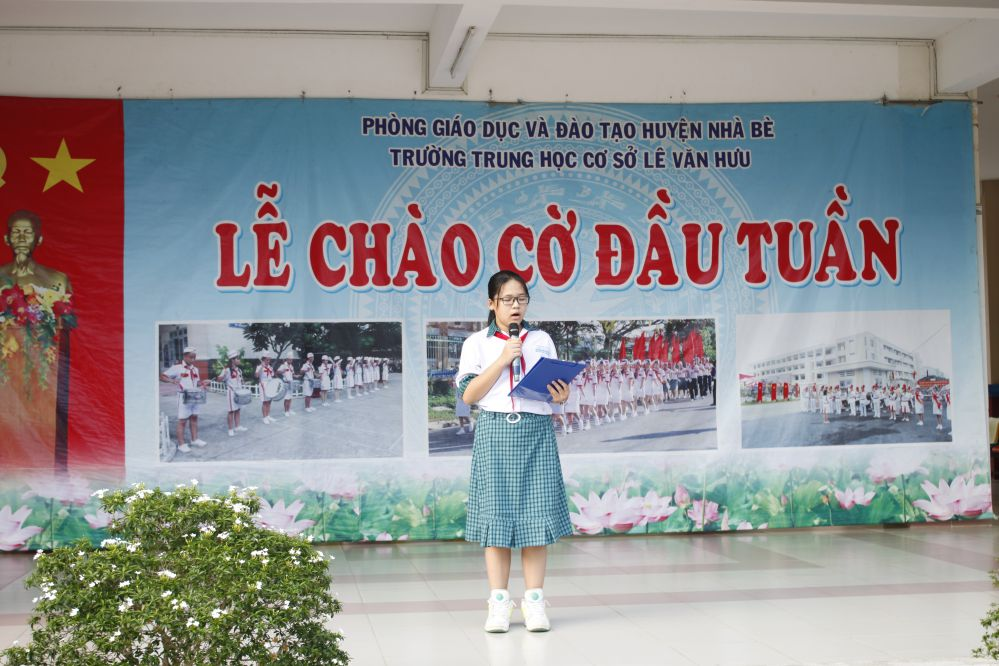 PHÒNG GIÁO DỤC VÀ ĐÀO TẠO HUYỆN NHÀ BÈ
TRƯỜNG TRUNG HỌC CƠ SỞ LÊ VĂN HƯU
LỄ CHÀO CỜ ĐẦU TUẦN